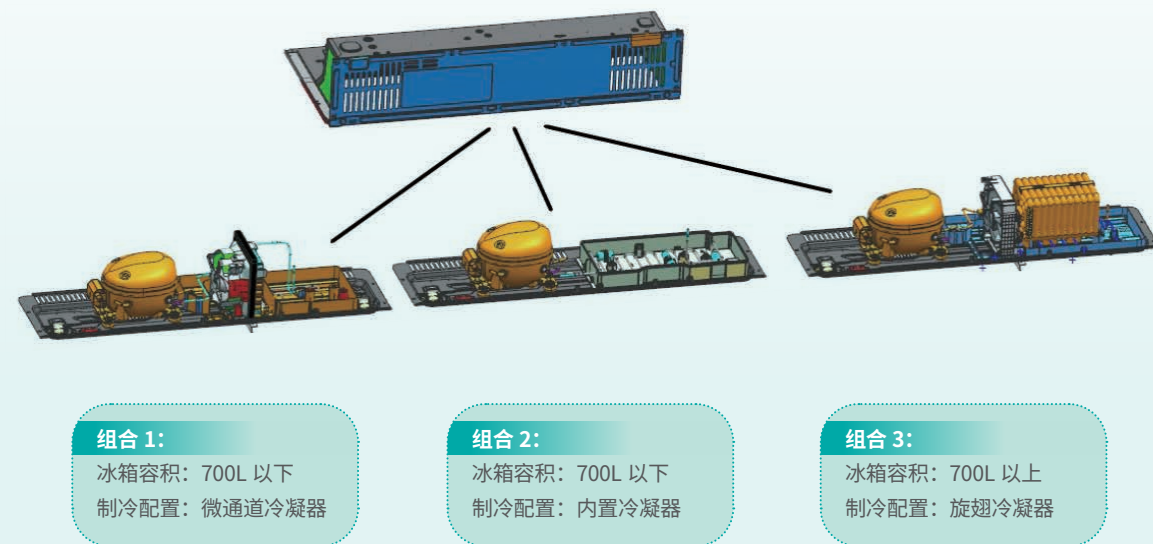 组合 1：
冰箱容积：700L 以下
制冷配置：微通道冷凝器
组合 2：
冰箱容积：700L 以下
制冷配置：内置冷凝器
组合 3：
冰箱容积：700L 以上
制冷配置：旋翅冷凝器